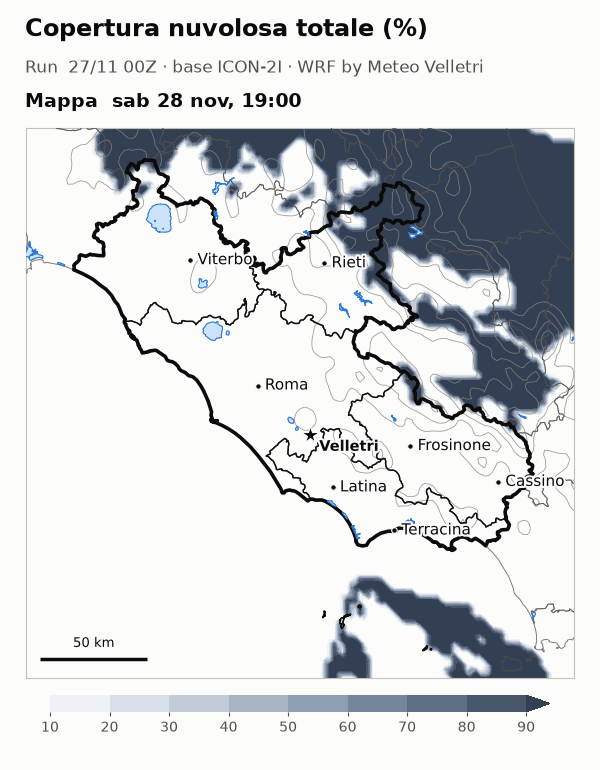 Copertura nuvolosa totale (%)
Run  27/11 00Z · base ICON-2I · WRF by Meteo Velletri
Mappa  sab 28 nov, 19:00
Viterbo
Rieti
Roma
Velletri
Frosinone
Latina
Cassino
Terracina
50 km
10 20 30 40 50 60 70 80 90